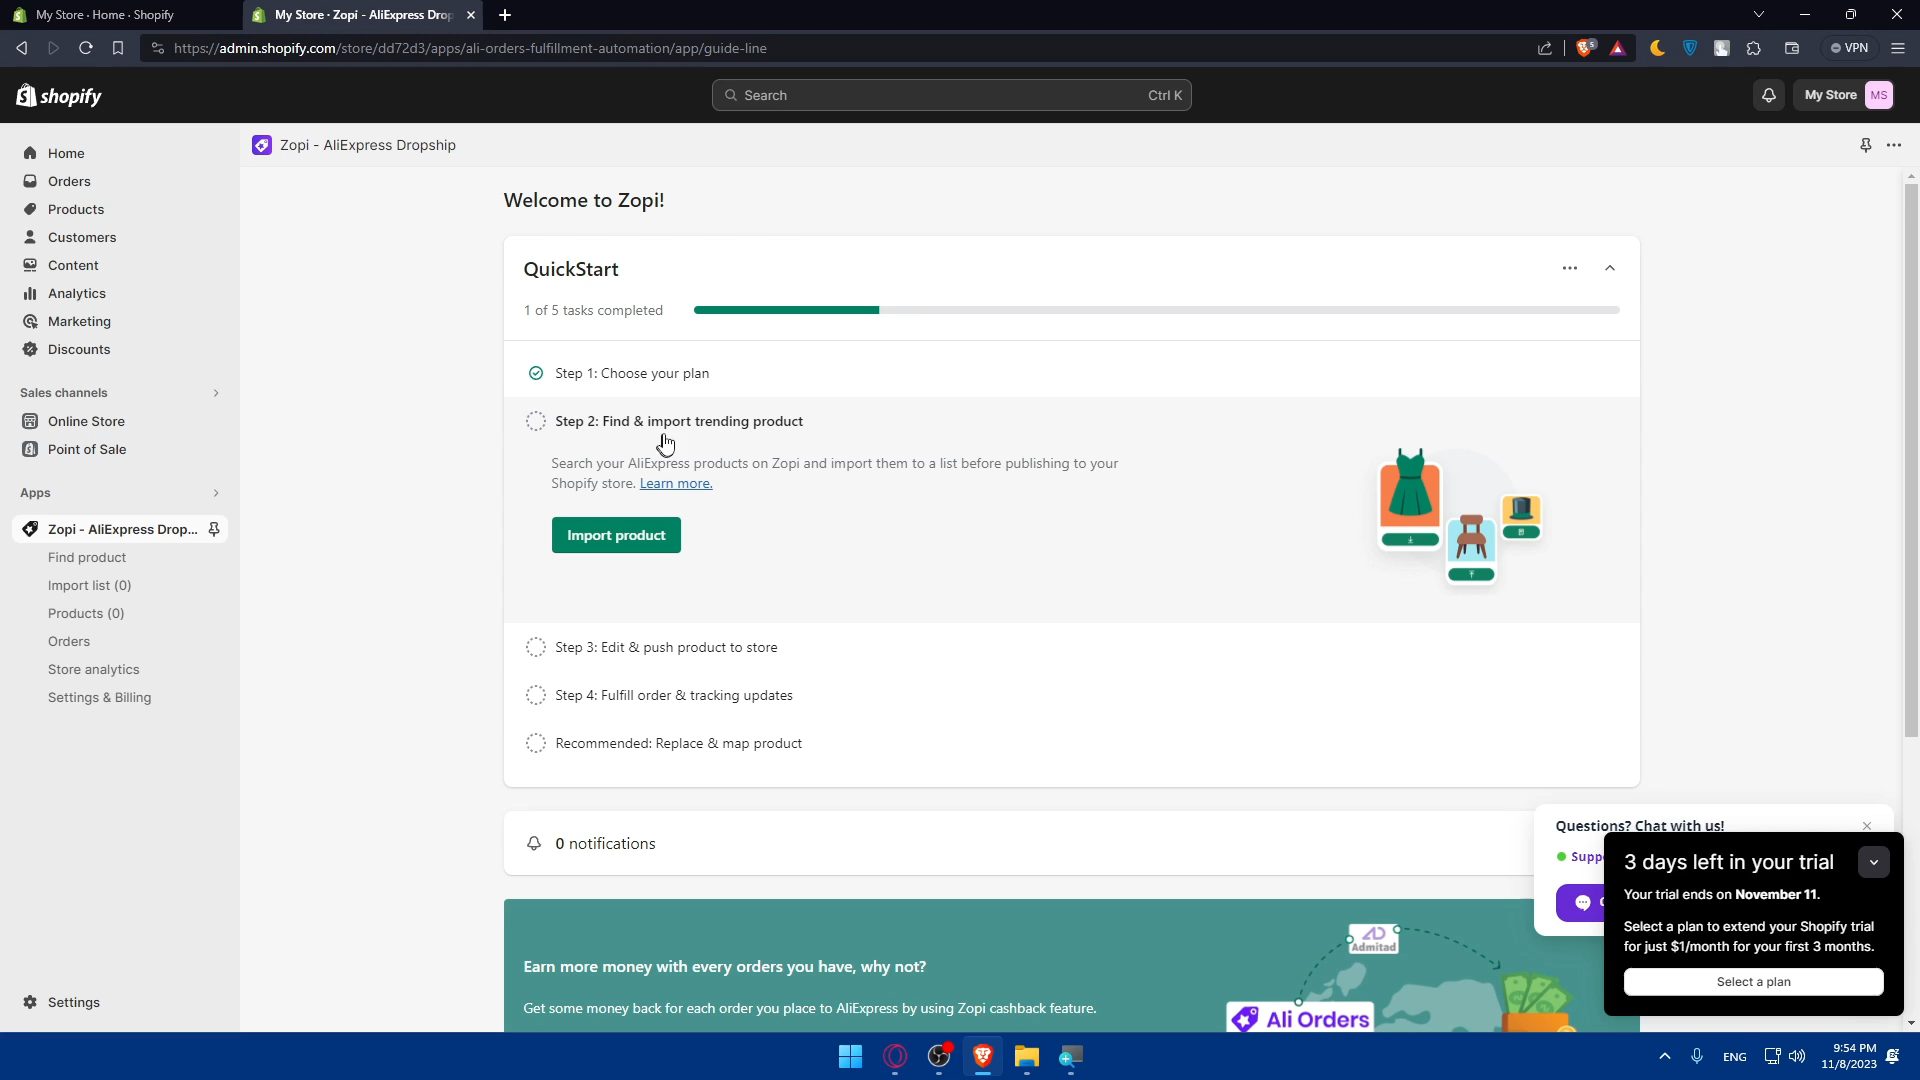 My Store · Home · Shopify
My Store · Zopi - AliExpress Drop
https://admin.shopify.com/store/dd72d3/apps/ali-orders-fulfillment-automation/app/guide-line
5
VPN
shopify
Search
Ctrl K
My Store
MS
Home
Orders
Products
Customers
Content
Analytics
Marketing
Discounts
Sales channels
Online Store
Point of Sale
Apps
Zopi - AliExpress Drop...
Find product
Import list (0)
Products (0)
Orders
Store analytics
Settings & Billing
Settings
Zopi - AliExpress Dropship
Welcome to Zopi!
QuickStart
1 of 5 tasks completed
Step 1: Choose your plan
Step 2: Find & import trending product
Search your AliExpress products on Zopi and import them to a list before publishing to your
Shopify store. Learn more.
Import product
Step 3: Edit & push product to store
Step 4: Fulfill order & tracking updates
Recommended: Replace & map product
0 notifications
Earn more money with every orders you have, why not?
Get some money back for each order you place to AliExpress by using Zopi cashback feature.
Admitad
Ali Orders
Questions? Chat with us!
3 days left in your trial
Your trial ends on November 11.
Select a plan to extend your Shopify trial
for just $1/month for your first 3 months.
Select a plan
ENG
9:54 PM
11/8/2023